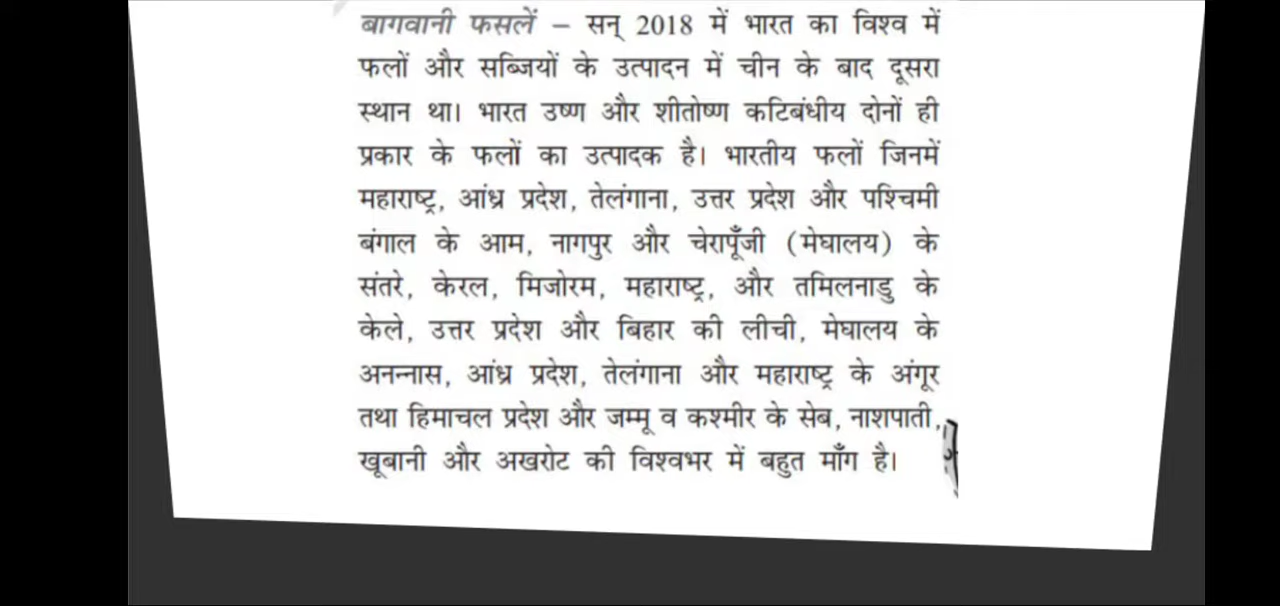 बागवानी फसलें – सन् 2018 में भारत का विश्व में
फलों और सब्जियों के उत्पादन में चीन के बाद दूसरा
स्थान था। भारत उष्ण और शीतोष्ण कटिबंधीय दोनों ही
प्रकार के फलों का उत्पादक है। भारतीय फलों जिनमें
महाराष्ट्र, आंध्र प्रदेश, तेलंगाना, उत्तर प्रदेश और पश्चिमी
बंगाल के आम, नागपुर और चेरापूँजी (मेघालय) के
संतरे, केरल, मिजोरम, महाराष्ट्र, और तमिलनाडु के
केले, उत्तर प्रदेश और बिहार की लीची, मेघालय के
अनन्नास, आंध्र प्रदेश, तेलंगाना और महाराष्ट्र के अंगूर
तथा हिमाचल प्रदेश और जम्मू व कश्मीर के सेब, नाशपाती,
खूबानी और अखरोट की विश्वभर में बहुत माँग है।